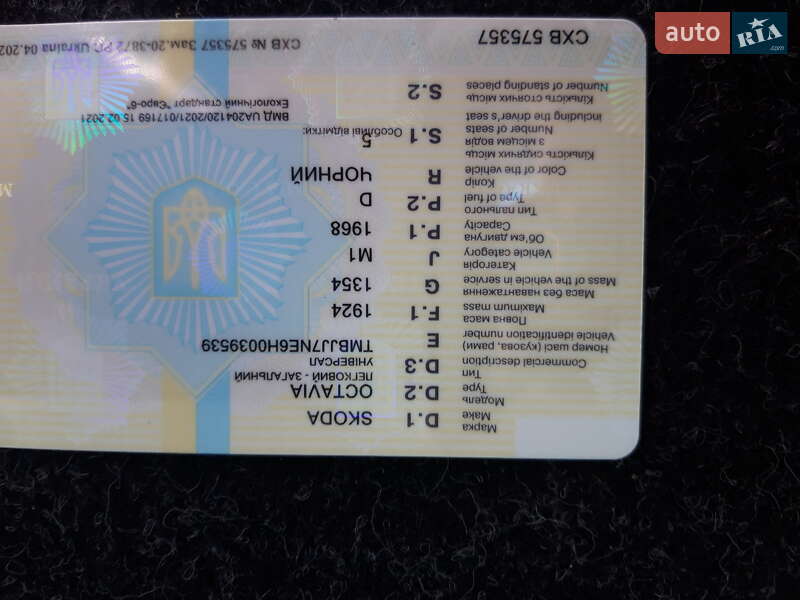 auto RIA .com
Марка
Make
D.1 SKODA
Модель
Type
D.2 OCTAVIA
Тип
Commercial description
D.3 ЛЕГКОВИЙ - ЗАГАЛЬНИЙ
УНІВЕРСАЛ
Номер шасі (кузова, рами)
Vehicle identification number
E TMBJJ7NE6H0039539
Повна маса
Maximum mass
F.1 1924
Маса без навантаження
Mass of the vehicle in service
G 1354
Категорія
Vehicle category
J M1
Об'єм двигуна
Capacity
P.1 1968
Тип пального
Type of fuel
P.2 D
Колір
Color of the vehicle
R ЧОРНИЙ
Кількість сидячих місць
з місцем водія
Number of seats
including the driver's seat
S.1 5 Особливі відмітки:
ВМД UA204120/2021/017169 15.02.2021
Екологічний стандарт "Євро-6"
Кількість стоячих місць
Number of standing places
S.2
СХВ 575357
СХВ № 575357 Зам.20-3872 Ukraina 04.202